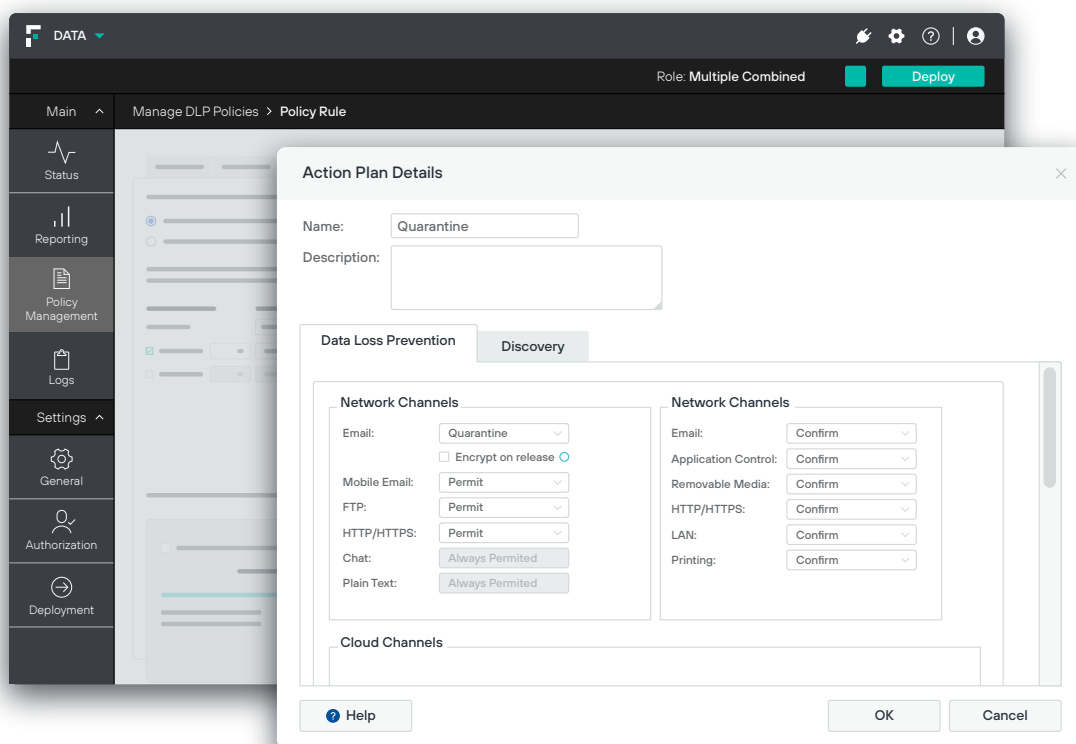 DATA
Role: Multiple Combined
Deploy
Main
Manage DLP Policies > Policy Rule
Status
Reporting
Policy
Management
Logs
Settings
General
Authorization
Deployment
Action Plan Details
Name:
Quarantine
Description:
Data Loss Prevention
Discovery
Network Channels
Email:
Quarantine
Encrypt on release
Mobile Email:
Permit
FTP:
Permit
HTTP/HTTPS:
Permit
Chat:
Always Permited
Plain Text:
Always Permited
Network Channels
Email:
Confirm
Application Control:
Confirm
Removable Media:
Confirm
HTTP/HTTPS:
Confirm
LAN:
Confirm
Printing:
Confirm
Cloud Channels
? Help
OK
Cancel